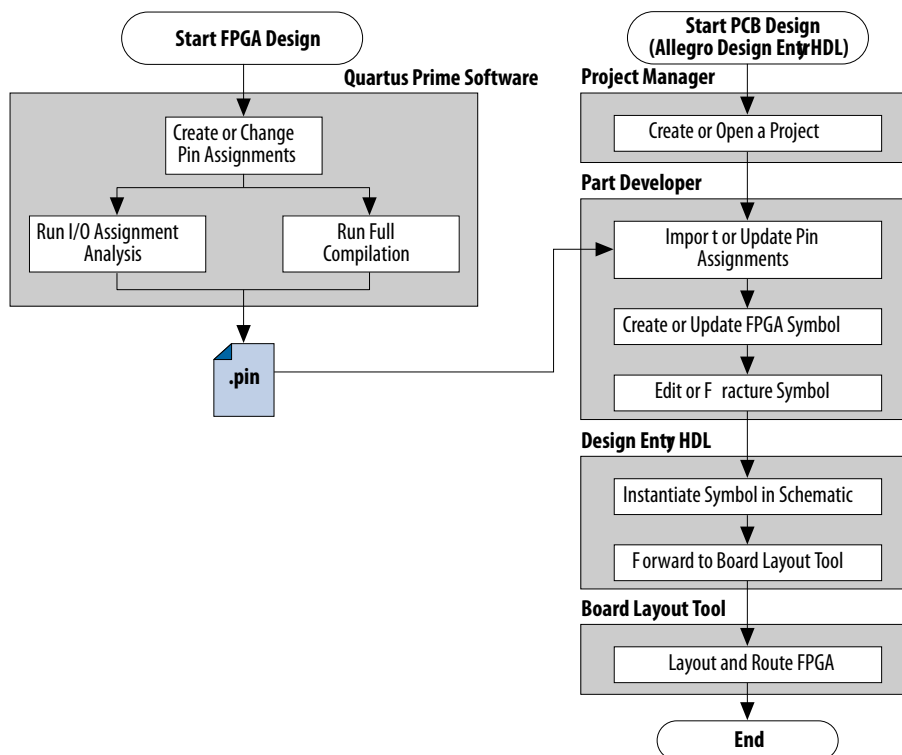 Start FPGA Design
Quartus Prime Software
Create or Change
Pin Assignments
Run I/O Assignment
Analysis
Run Full
Compilation
.pin
Start PCB Design
(Allegro Design EntyrHDL)
Project Manager
Create or Open a Project
Part Developer
Impor t or Update Pin
Assignments
Create or Update FPGA Symbol
Edit or F racture Symbol
Design Enty HDL
Instantiate Symbol in Schematic
F orward to Board Layout Tool
Board Layout Tool
Layout and Route FPGA
End